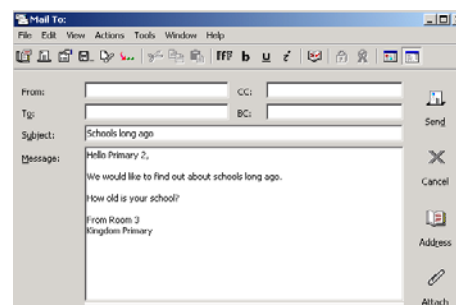 Mail To:
File Edit View Actions Tools Window Help
b u i
From: CC:
To: BC:
Subject: Schools long ago
Message: Hello Primary 2,
We would like to find out about schools long ago.
How old is your school?
From Room 3
Kingdom Primary
Send
Cancel
Address
Attach